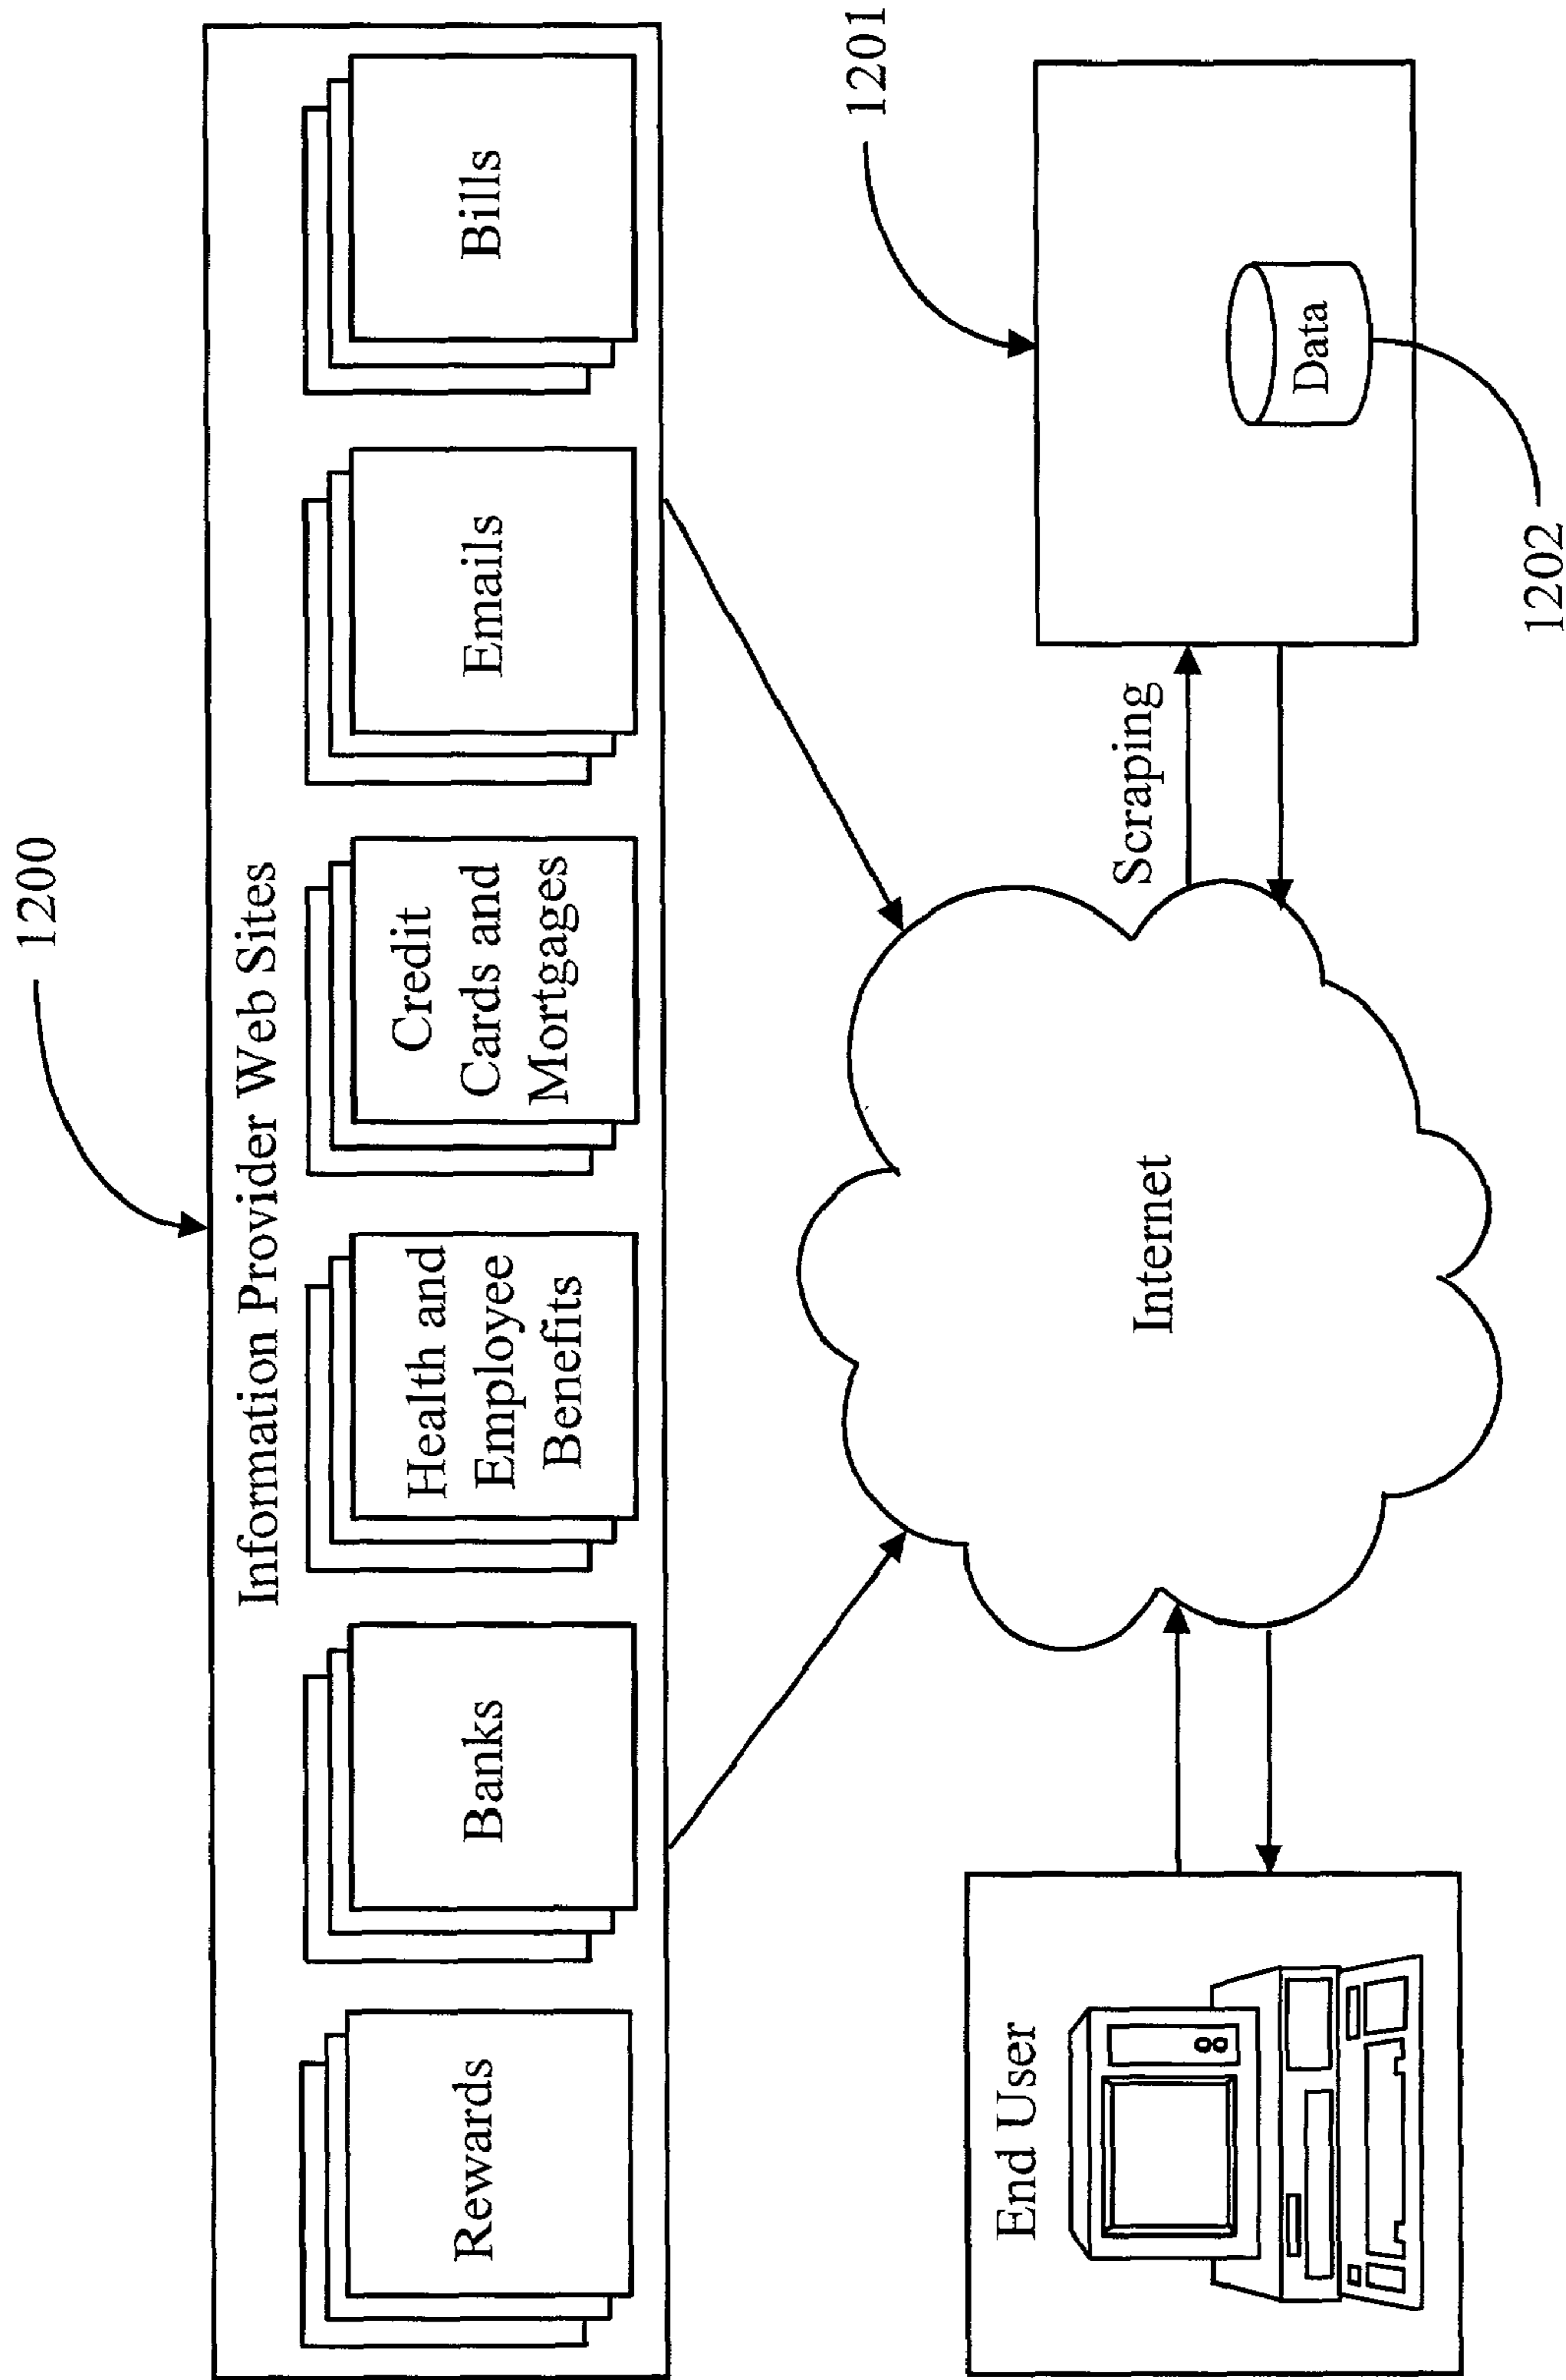 1200
Information Provider Web Sites
Rewards
Banks
Health and
Employee
Benefits
Credit
Cards and
Mortgages
Emails
Bills
End User
Internet
Scraping
1201
Data
1202